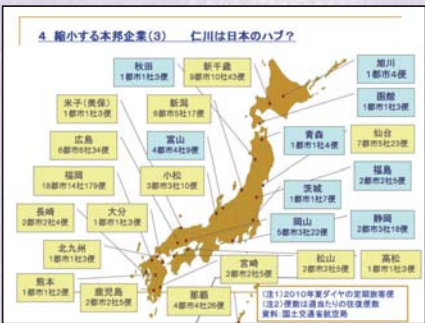 4 縮小する本邦企業(3)　仁川は日本のハブ？
秋田
1都市1社3便
新千歳
9都市10社43便
旭川
1都市4便
函館
1都市1社3便
米子(美保)
1都市1社3便
新潟
6都市5社17便
青森
1都市1社4便
仙台
7都市5社23便
広島
6都市6社34便
富山
4都市4社9便
福島
2都市2社5便
福岡
18都市14社179便
小松
3都市3社10便
茨城
1都市1社7便
長崎
2都市2社4便
大分
1都市1社3便
岡山
5都市3社22便
静岡
2都市3社18便
北九州
1都市1社3便
宮崎
2都市2社5便
松山
2都市2社5便
高松
1都市1社3便
熊本
1都市1社2便
鹿児島
2都市2社5便
那覇
4都市4社26便
(注1)2010年夏ダイヤの定期旅客便
(注2)便数は週当たりの往復便数
資料:国土交通省航空局